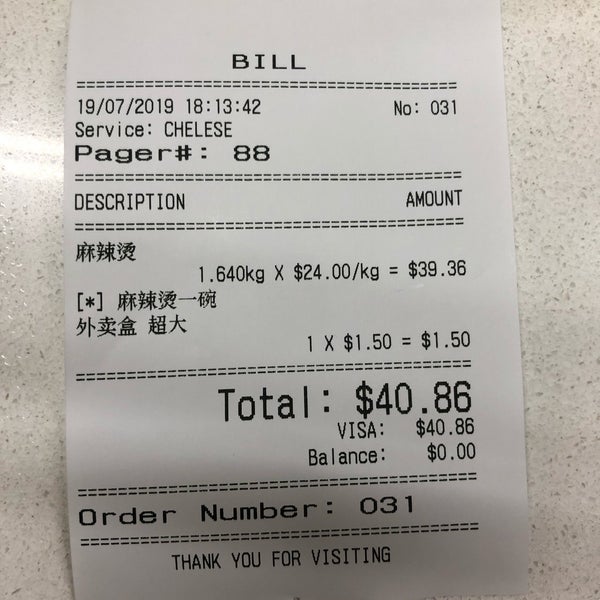 BILL
19/07/2019 18:13:42 No: 031
Service: CHELESE
Pager#: 88
DESCRIPTION AMOUNT
麻辣烫
1.640kg X $24.00/kg = $39.36
[*] 麻辣烫一碗
外卖盒 超大
1 X $1.50 = $1.50
Total: $40.86
VISA: $40.86
Balance: $0.00
Order Number: 031
THANK YOU FOR VISITING